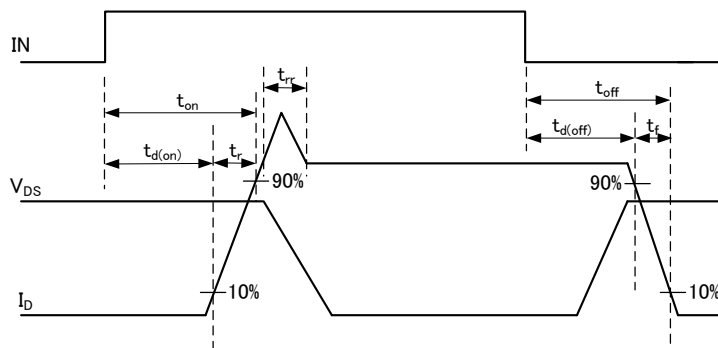 IN
t_rr
t_on
t_off
t_d(on)
t_r
t_d(off)
t_f
90%
90%
V_DS
10%
10%
I_D